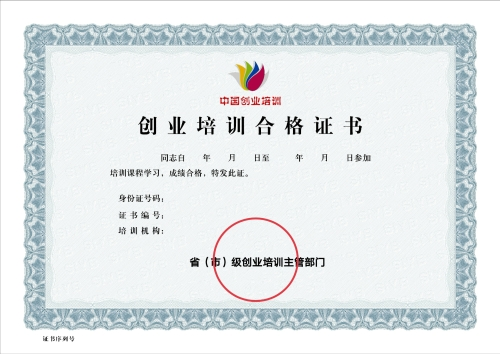 中国创业培训
创业培训合格证书
同志自 年 月 日至 年 月 日参加
培训课程学习，成绩合格，特发此证。
身份证号码：
证书编号：
培训机构：
省（市）级创业培训主管部门
证书序列号